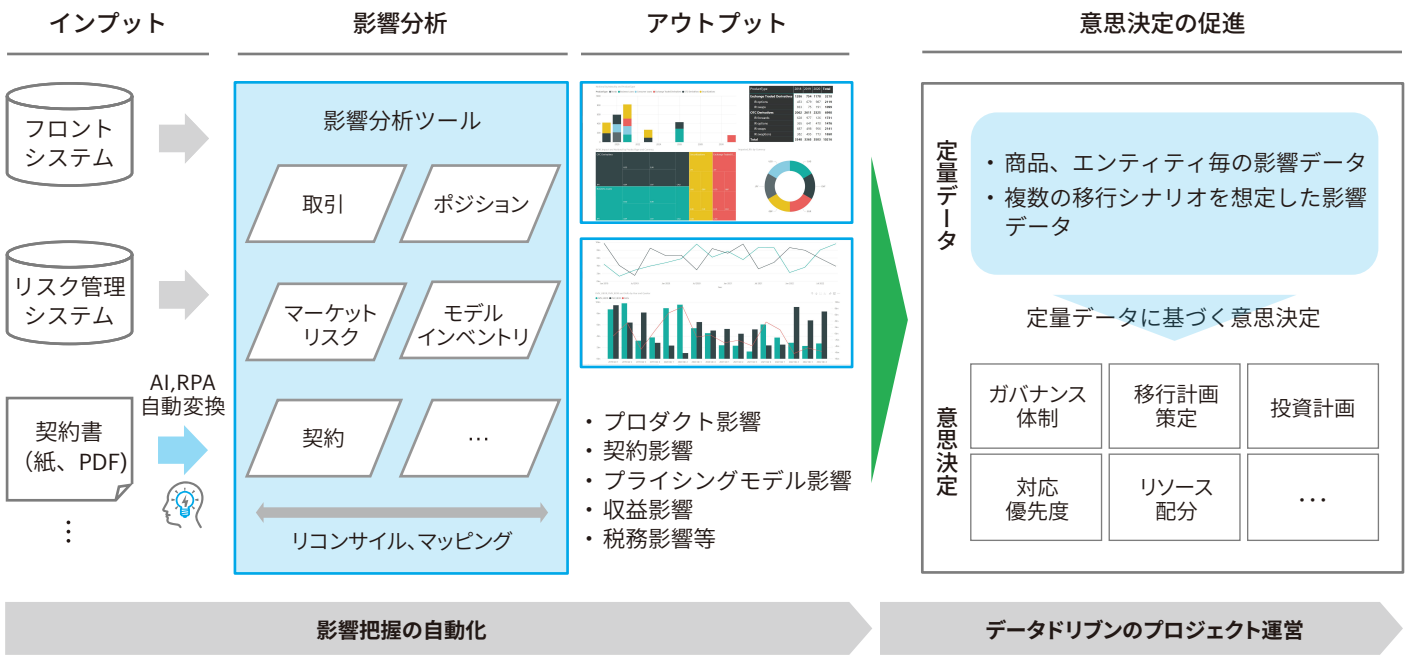 インプット
影響分析
アウトプット
意思決定の促進
フロント
システム
リスク管理
システム
AI,RPA
自動変換
契約書
（紙、PDF)
⋮
影響分析ツール
取引
ポジション
マーケット
リスク
モデル
インベントリ
契約
…
リコンサイル、マッピング
・プロダクト影響
・契約影響
・プライシングモデル影響
・収益影響
・税務影響等
定量データ
・商品、エンティティ毎の影響データ
・複数の移行シナリオを想定した影響
データ
定量データに基づく意思決定
意思決定
ガバナンス
体制
移行計画
策定
投資計画
対応
優先度
リソース
配分
…
影響把握の自動化
データドリブンのプロジェクト運営